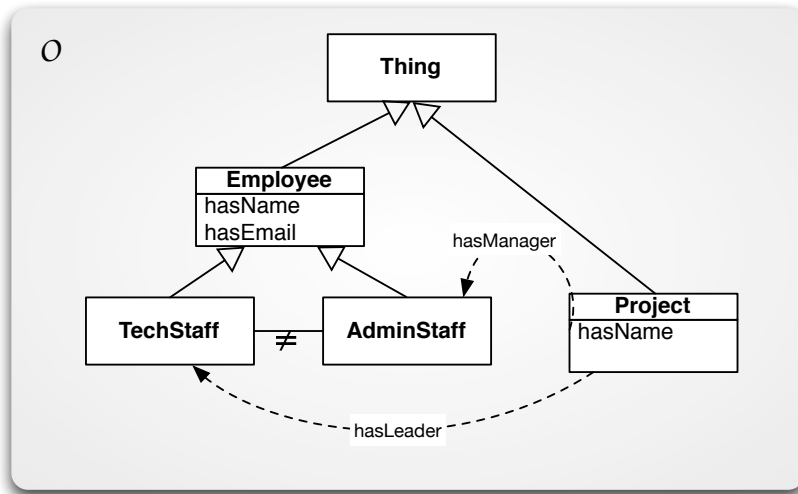 O
Thing
Employee
hasName
hasEmail
hasManager
TechStaff
≠
AdminStaff
Project
hasName
hasLeader